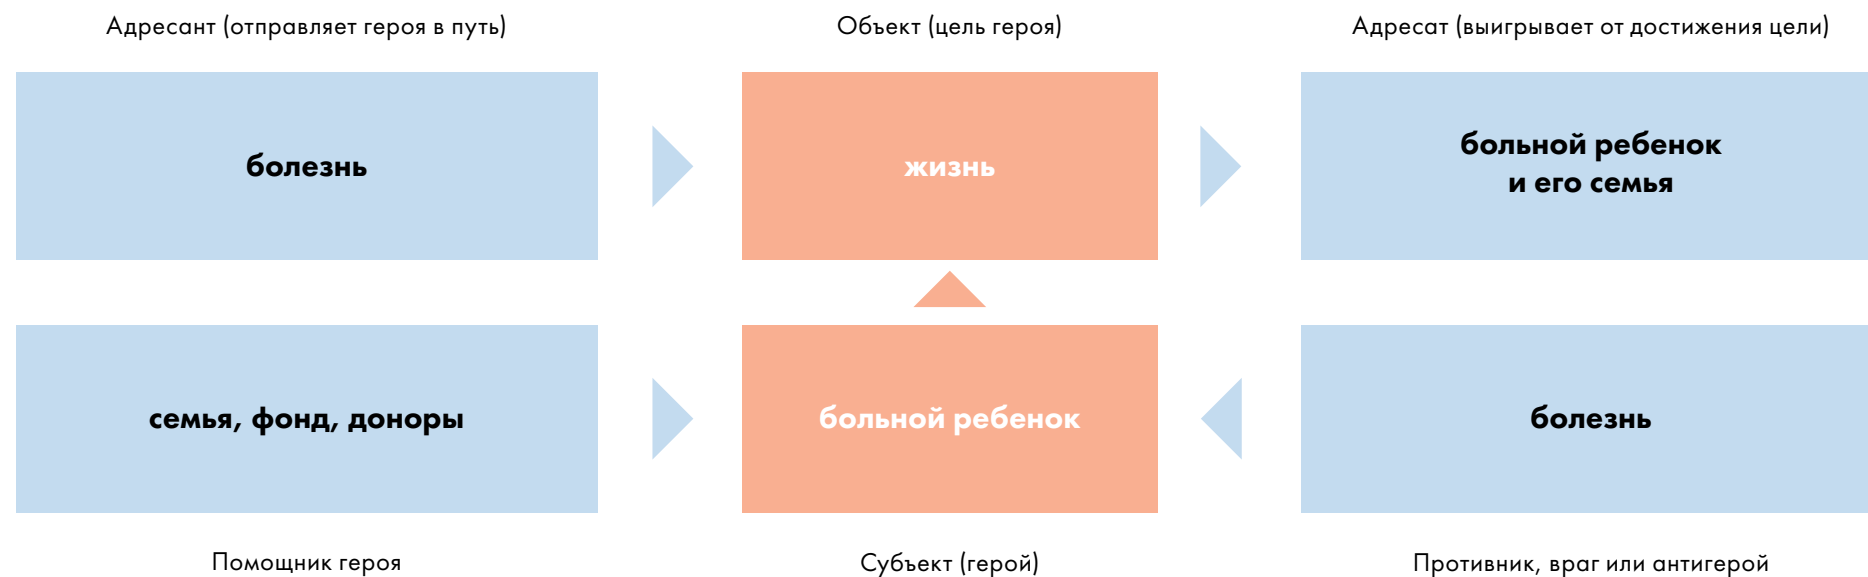 Адресант (отправляет героя в путь)
Объект (цель героя)
Адресат (выигрывает от достижения цели)
болезнь
жизнь
больной ребенок
и его семья
семья, фонд, доноры
больной ребенок
болезнь
Помощник героя
Субъект (герой)
Противник, враг или антигерой